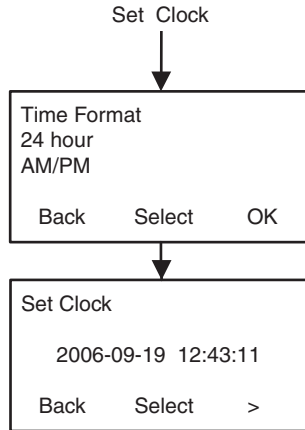 Set Clock
Time Format
24 hour
AM/PM
Back Select OK
Set Clock
2006-09-19 12:43:11
Back Select >